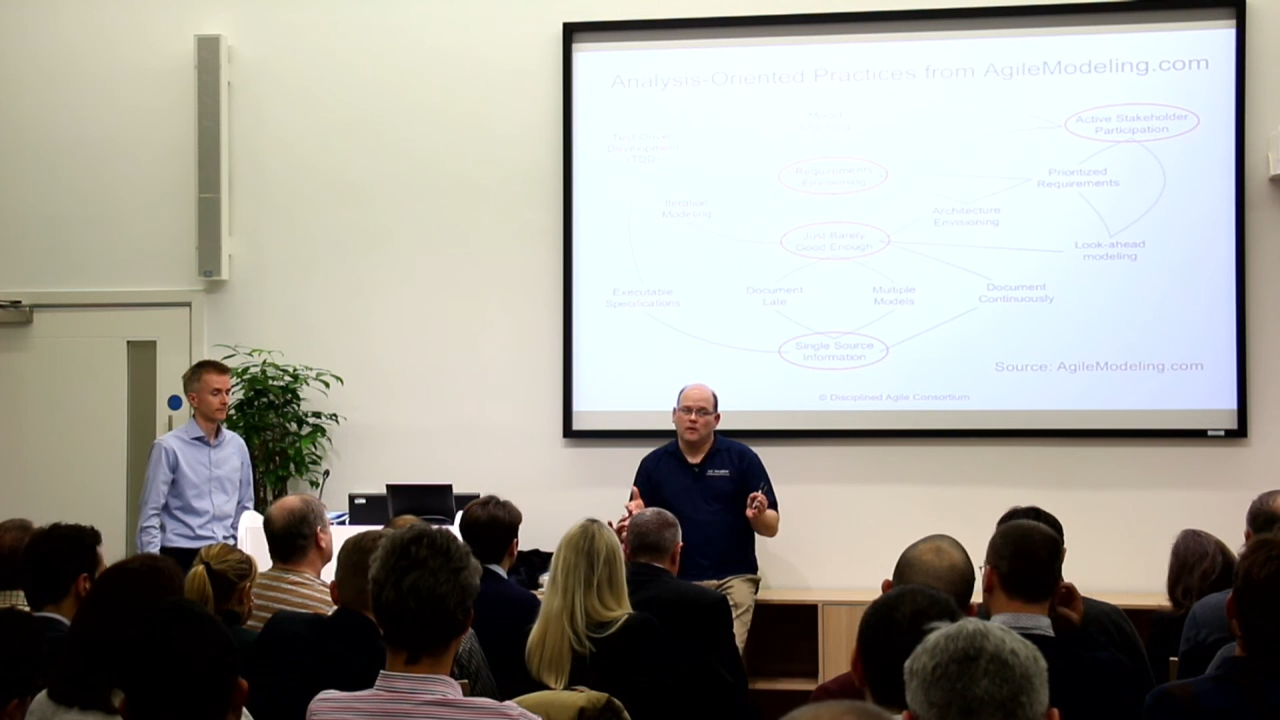 Analysis-Oriented Practices from AgileModeling.com
Model
Active Stakeholder
Participation
Test-Driven
Development
(TDD)
Requirements
Envisioning
Prioritized
Requirements
Iteration
Modeling
Architecture
Envisioning
Just Barely
Good Enough
Look-ahead
modeling
Executable
Specifications
Document
Late
Multiple
Models
Document
Continuously
Single Source
Information
Source: AgileModeling.com
© Disciplined Agile Consortium